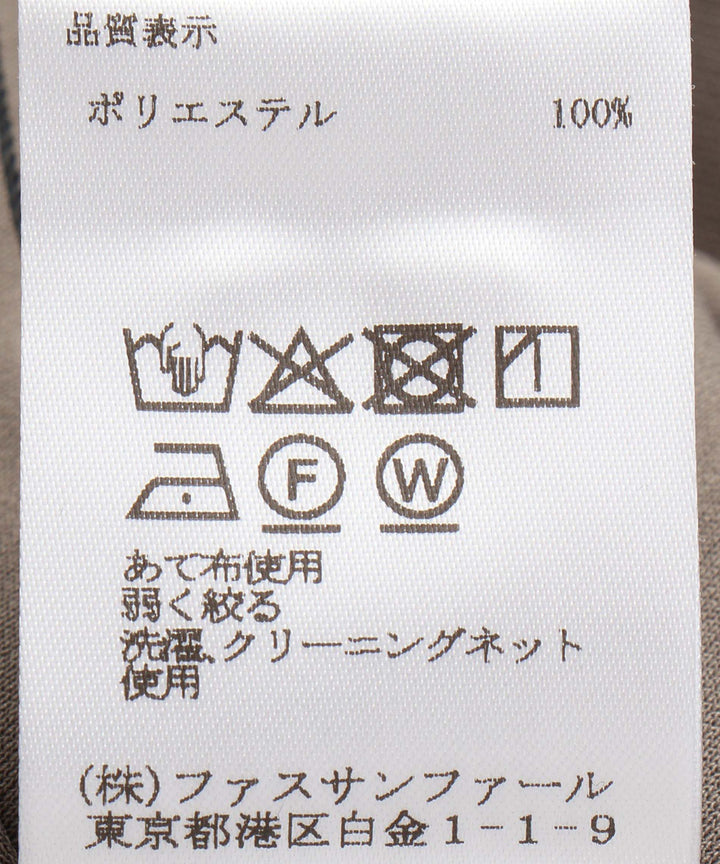 品質表示
ポリエステル 100%
F W
あて布使用
弱く絞る
洗濯、クリーニングネット
使用
(株)ファスサンファール
東京都港区白金1-1-9